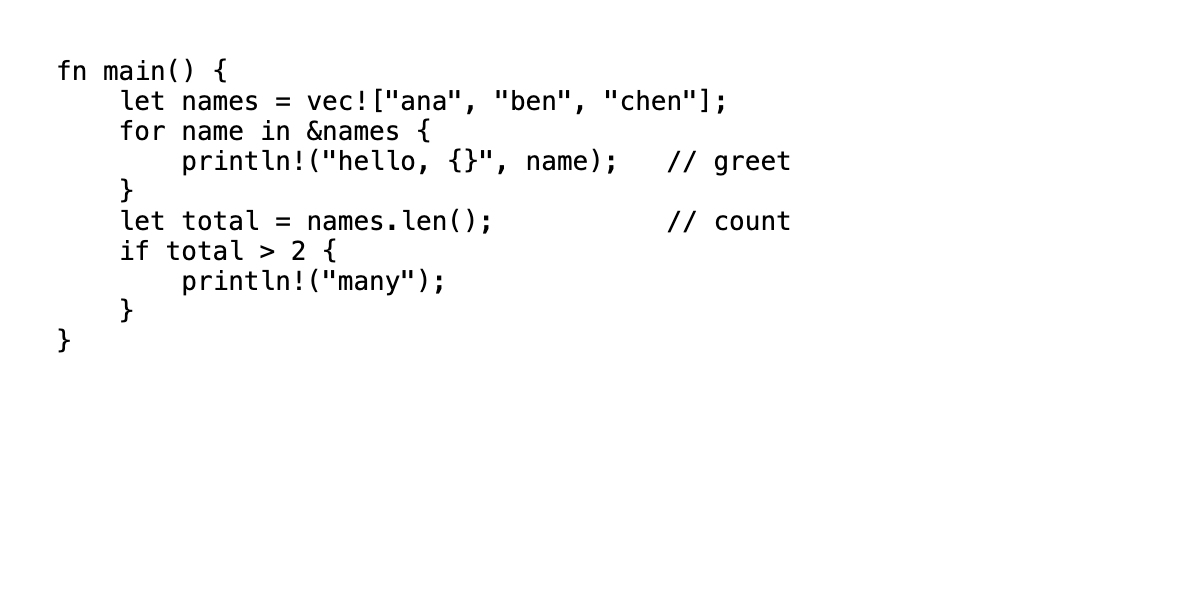 fn main() {
    let names = vec!["ana", "ben", "chen"];
    for name in &names {
        println!("hello, {}", name);   // greet
    }
    let total = names.len();           // count
    if total > 2 {
        println!("many");
    }
}